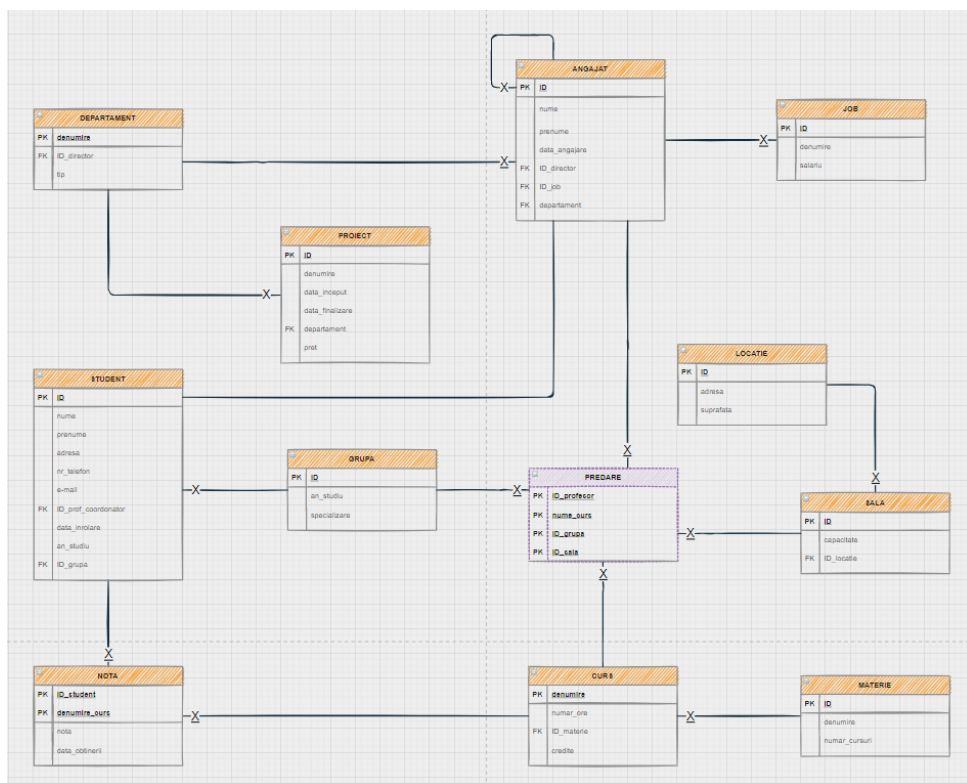 ANGAJAT
PK ID
nume
prenume
data_angajare
FK ID_director
FK ID_job
FK departament
X
JOB
PK ID
denumire
salariu
X
DEPARTAMENT
PK denumire
FK ID_director
tip
X
PROIECT
PK ID
denumire
data_inceput
data_finalizare
FK departament
pret
X
LOCATIE
PK ID
adresa
suprafata
STUDENT
PK ID
nume
prenume
adresa
nr_telefon
e-mail
FK ID_prof_coordonator
data_inrolare
an_studiu
FK ID_grupa
X
GRUPA
PK ID
an_studiu
specializare
X
X
PREDARE
PK ID_profesor
PK nume_curs
PK ID_grupa
PK ID_sala
X
X
X
SALA
PK ID
capacitate
FK ID_locatie
X
NOTA
PK ID_student
PK denumire_curs
nota
data_obtinerii
X
CURS
PK denumire
numar_ore
FK ID_materie
credite
X
MATERIE
PK ID
denumire
numar_cursuri
X